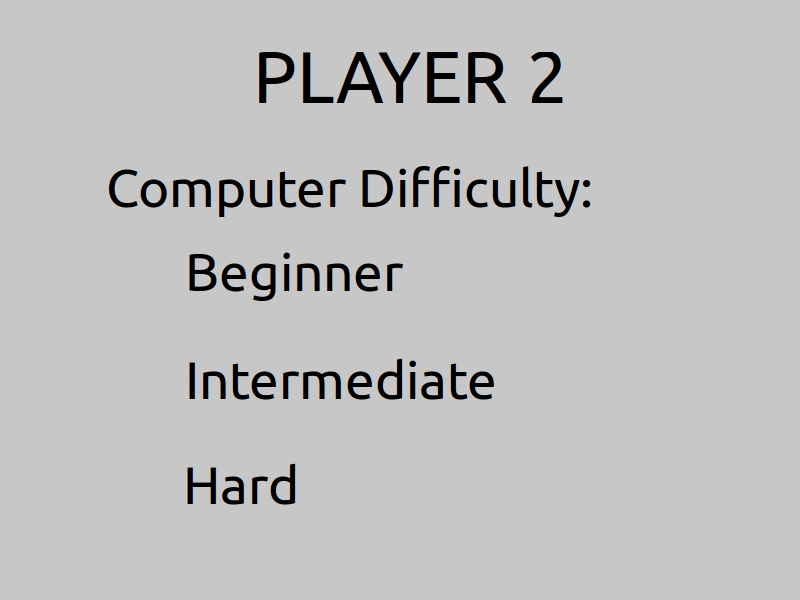 PLAYER 2
Computer Difficulty:
Beginner
Intermediate
Hard